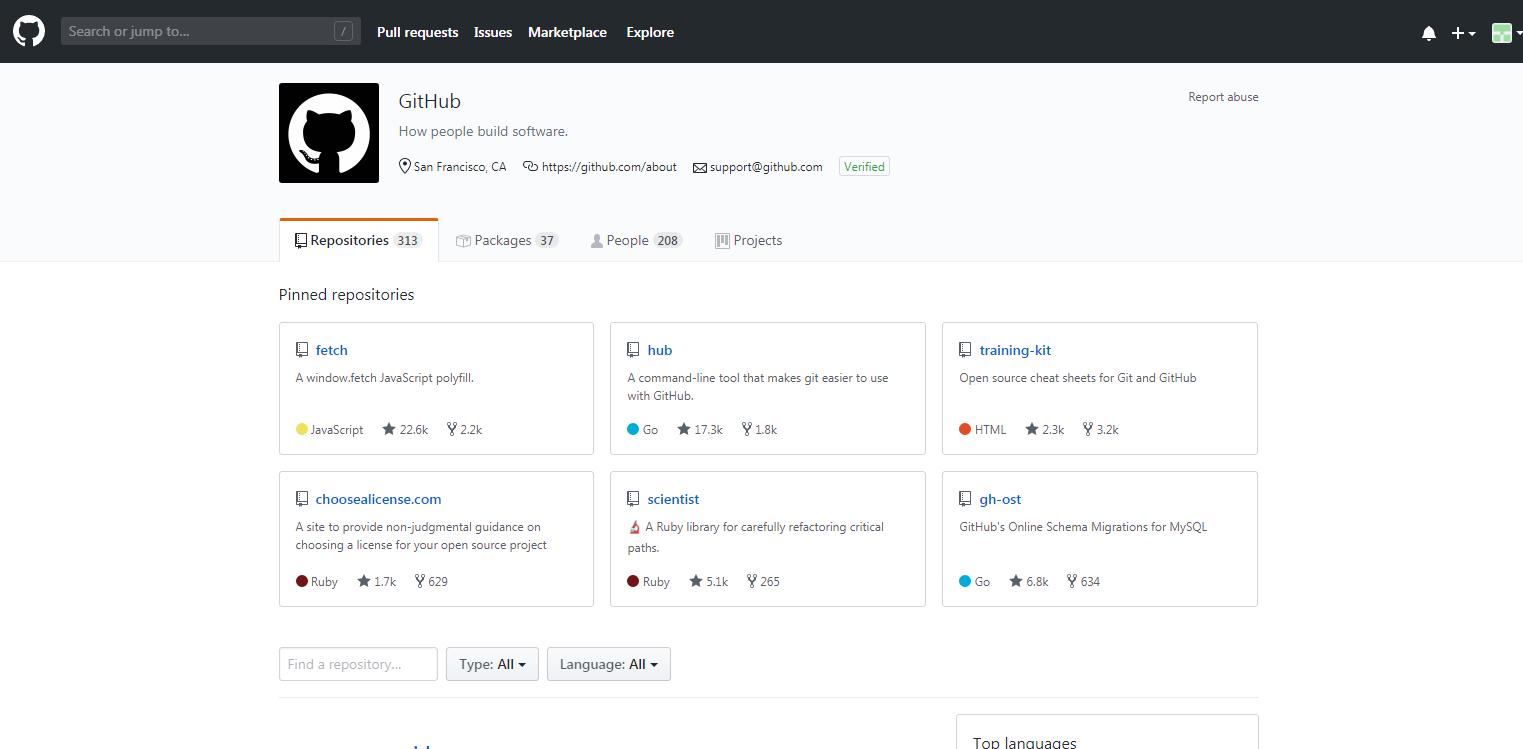 Search or jump to... /
Pull requests Issues Marketplace Explore
GitHub
Report abuse
How people build software.
San Francisco, CA https://github.com/about support@github.com Verified
Repositories 313 Packages 37 People 208 Projects
Pinned repositories
fetch
A window.fetch JavaScript polyfill.
JavaScript 22.6k 2.2k
hub
A command-line tool that makes git easier to use
with GitHub.
Go 17.3k 1.8k
training-kit
Open source cheat sheets for Git and GitHub
HTML 2.3k 3.2k
choosealicense.com
A site to provide non-judgmental guidance on
choosing a license for your open source project
Ruby 1.7k 629
scientist
🔬 A Ruby library for carefully refactoring critical
paths.
Ruby 5.1k 265
gh-ost
GitHub's Online Schema Migrations for MySQL
Go 6.8k 634
Find a repository... Type: All Language: All
Top languages